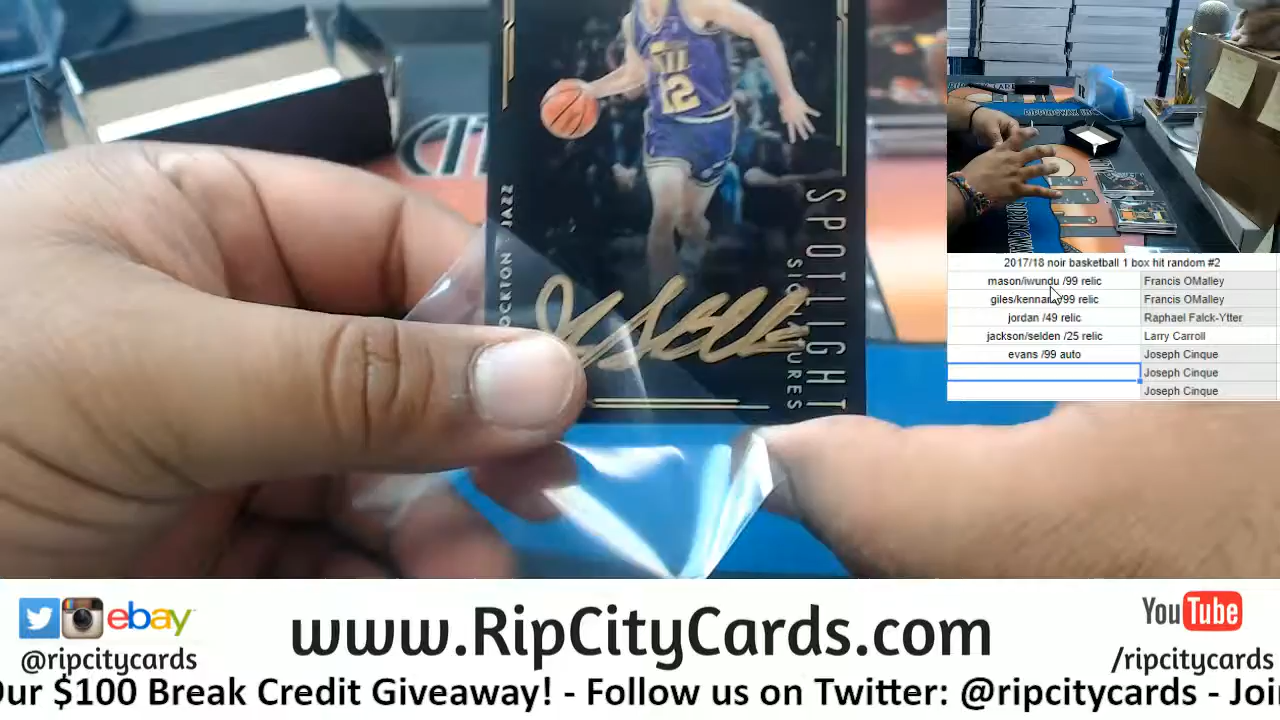 12
OCKTON
JAZZ
SPOTLIGHT
SIGNATURES
2017/18 noir basketball 1 box hit random #2
mason/iwundu /99 relic Francis OMalley
giles/kennard /99 relic Francis OMalley
jordan /49 relic Raphael Falck-Ytter
jackson/selden /25 relic Larry Carroll
evans /99 auto Joseph Cinque
Joseph Cinque
Joseph Cinque
ebay
@ripcitycards
www.RipCityCards.com
YouTube
/ripcitycards
Our $100 Break Credit Giveaway! - Follow us on Twitter: @ripcitycards - Join